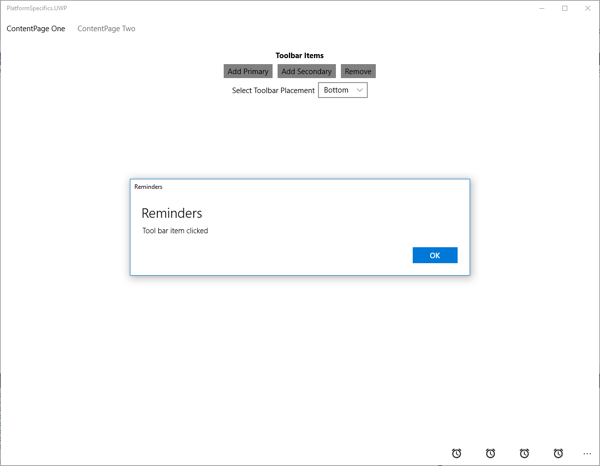 PlatformSpecifics.UWP
ContentPage One ContentPage Two
Toolbar Items
Add Primary Add Secondary Remove
Select Toolbar Placement Bottom
Reminders
Reminders
Tool bar item clicked
OK